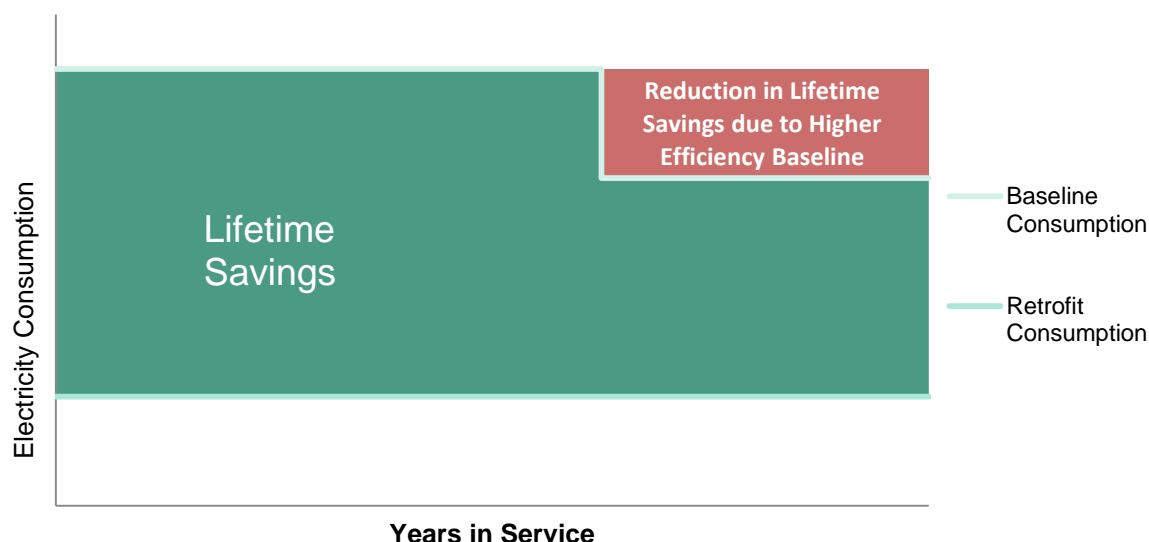 Reduction in Lifetime
Savings due to Higher
Efficiency Baseline
Lifetime
Savings
Electricity Consumption
Baseline
Consumption
Retrofit
Consumption
Years in Service